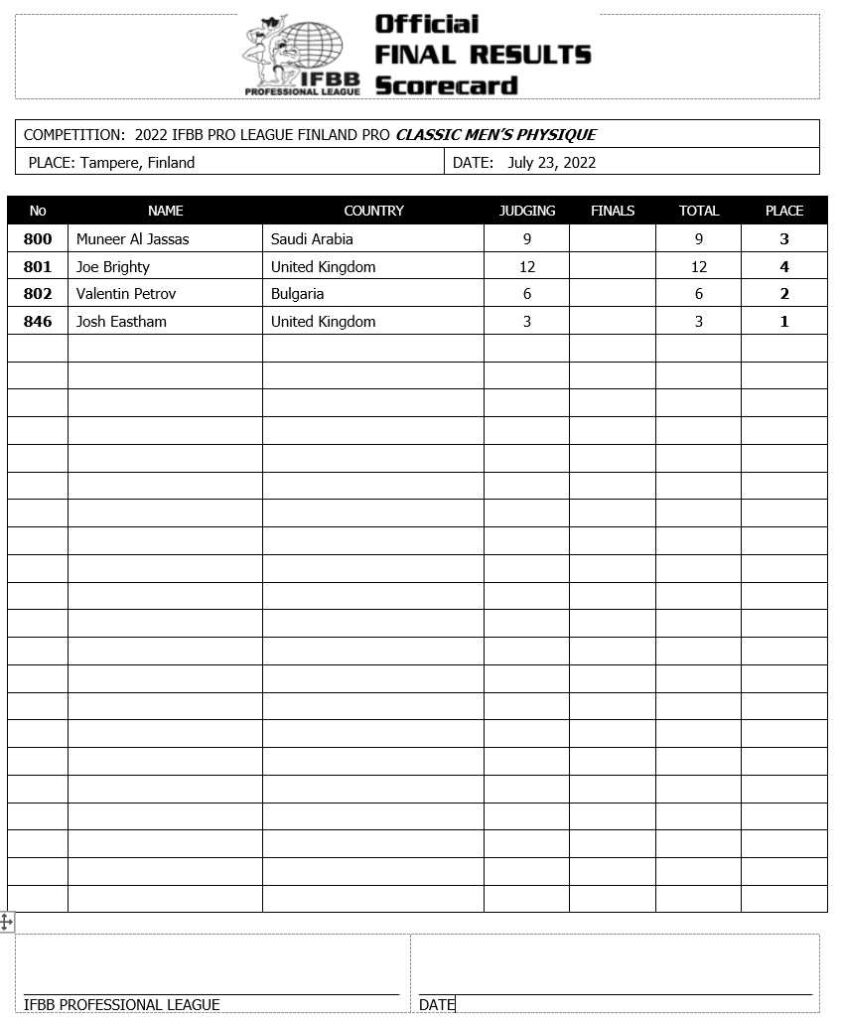 Official
FINAL RESULTS
Scorecard
IFBB
PROFESSIONAL LEAGUE
COMPETITION: 2022 IFBB PRO LEAGUE FINLAND PRO CLASSIC MEN'S PHYSIQUE
PLACE: Tampere, Finland DATE: July 23, 2022
No NAME COUNTRY JUDGING FINALS TOTAL PLACE
800 Muneer Al Jassas Saudi Arabia 9 9 3
801 Joe Brighty United Kingdom 12 12 4
802 Valentin Petrov Bulgaria 6 6 2
846 Josh Eastham United Kingdom 3 3 1
IFBB PROFESSIONAL LEAGUE DATE